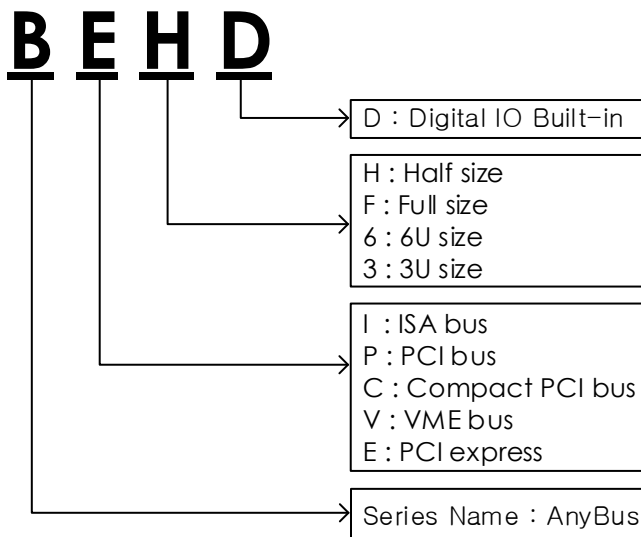 B E H D
D : Digital IO Built-in
H : Half size
F : Full size
6 : 6U size
3 : 3U size
I : ISA bus
P : PCI bus
C : Compact PCI bus
V : VME bus
E : PCI express
Series Name : AnyBus